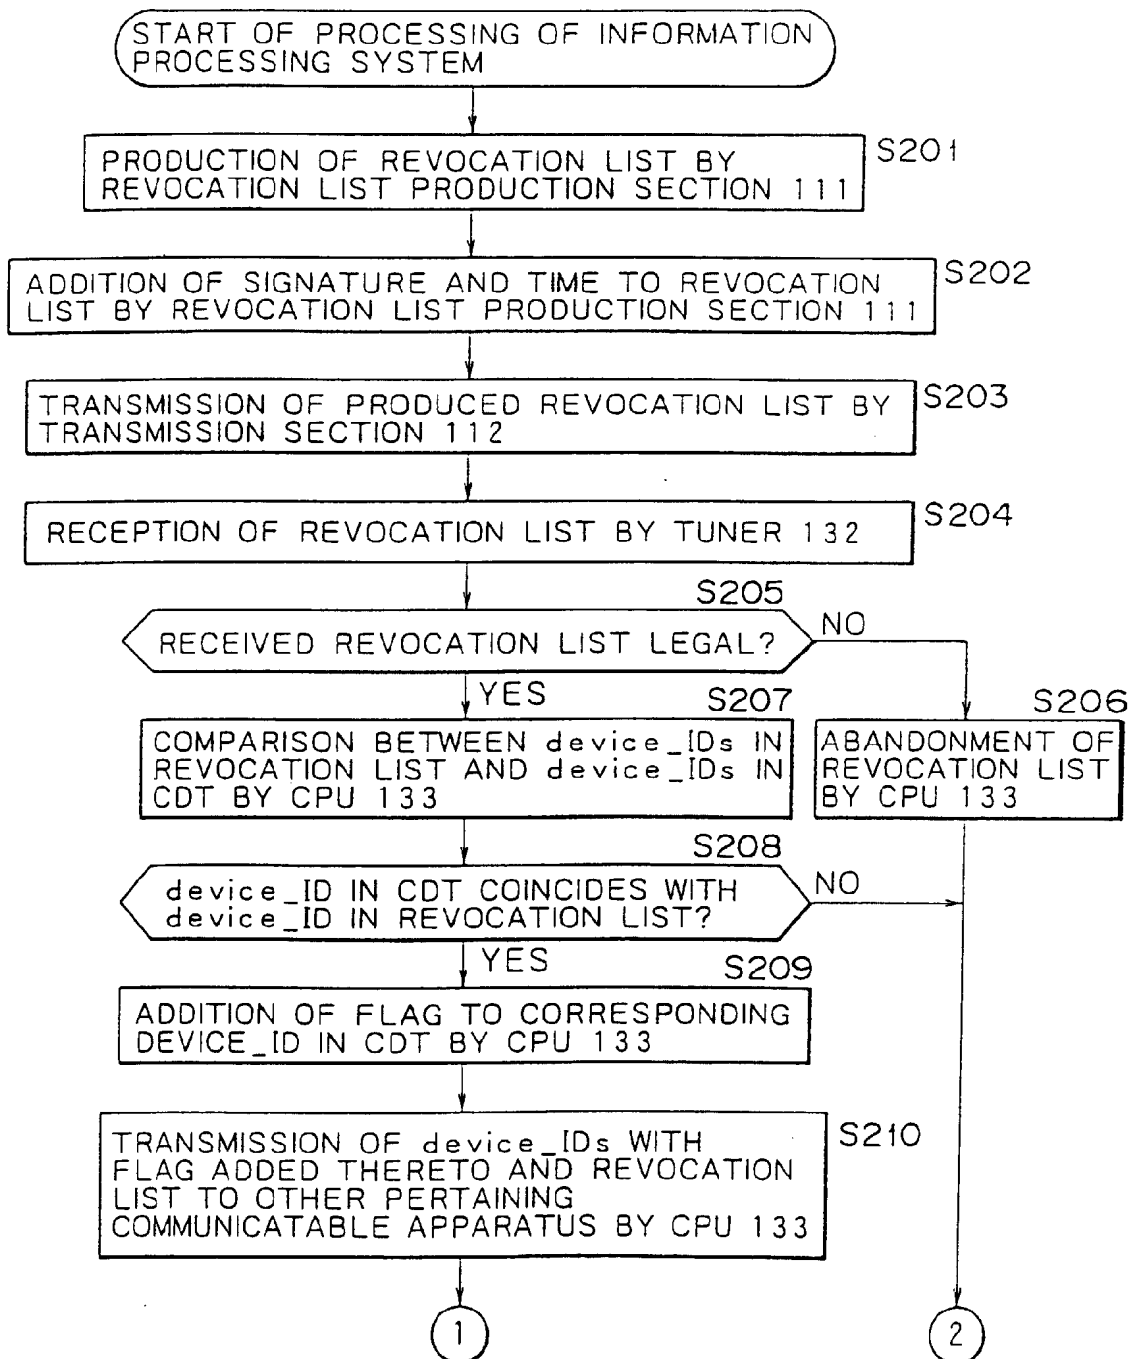 START OF PROCESSING OF INFORMATION
PROCESSING SYSTEM
PRODUCTION OF REVOCATION LIST BY
REVOCATION LIST PRODUCTION SECTION 111
S201
ADDITION OF SIGNATURE AND TIME TO REVOCATION
LIST BY REVOCATION LIST PRODUCTION SECTION 111
S202
TRANSMISSION OF PRODUCED REVOCATION LIST BY
TRANSMISSION SECTION 112
S203
RECEPTION OF REVOCATION LIST BY TUNER 132
S204
S205
RECEIVED REVOCATION LIST LEGAL?
NO
YES
S207
COMPARISON BETWEEN device_IDs IN
REVOCATION LIST AND device_IDs IN
CDT BY CPU 133
S206
ABANDONMENT OF
REVOCATION LIST
BY CPU 133
S208
device_ID IN CDT COINCIDES WITH
device_ID IN REVOCATION LIST?
NO
YES
S209
ADDITION OF FLAG TO CORRESPONDING
DEVICE_ID IN CDT BY CPU 133
S210
TRANSMISSION OF device_IDs WITH
FLAG ADDED THERETO AND REVOCATION
LIST TO OTHER PERTAINING
COMMUNICATABLE APPARATUS BY CPU 133
1
2